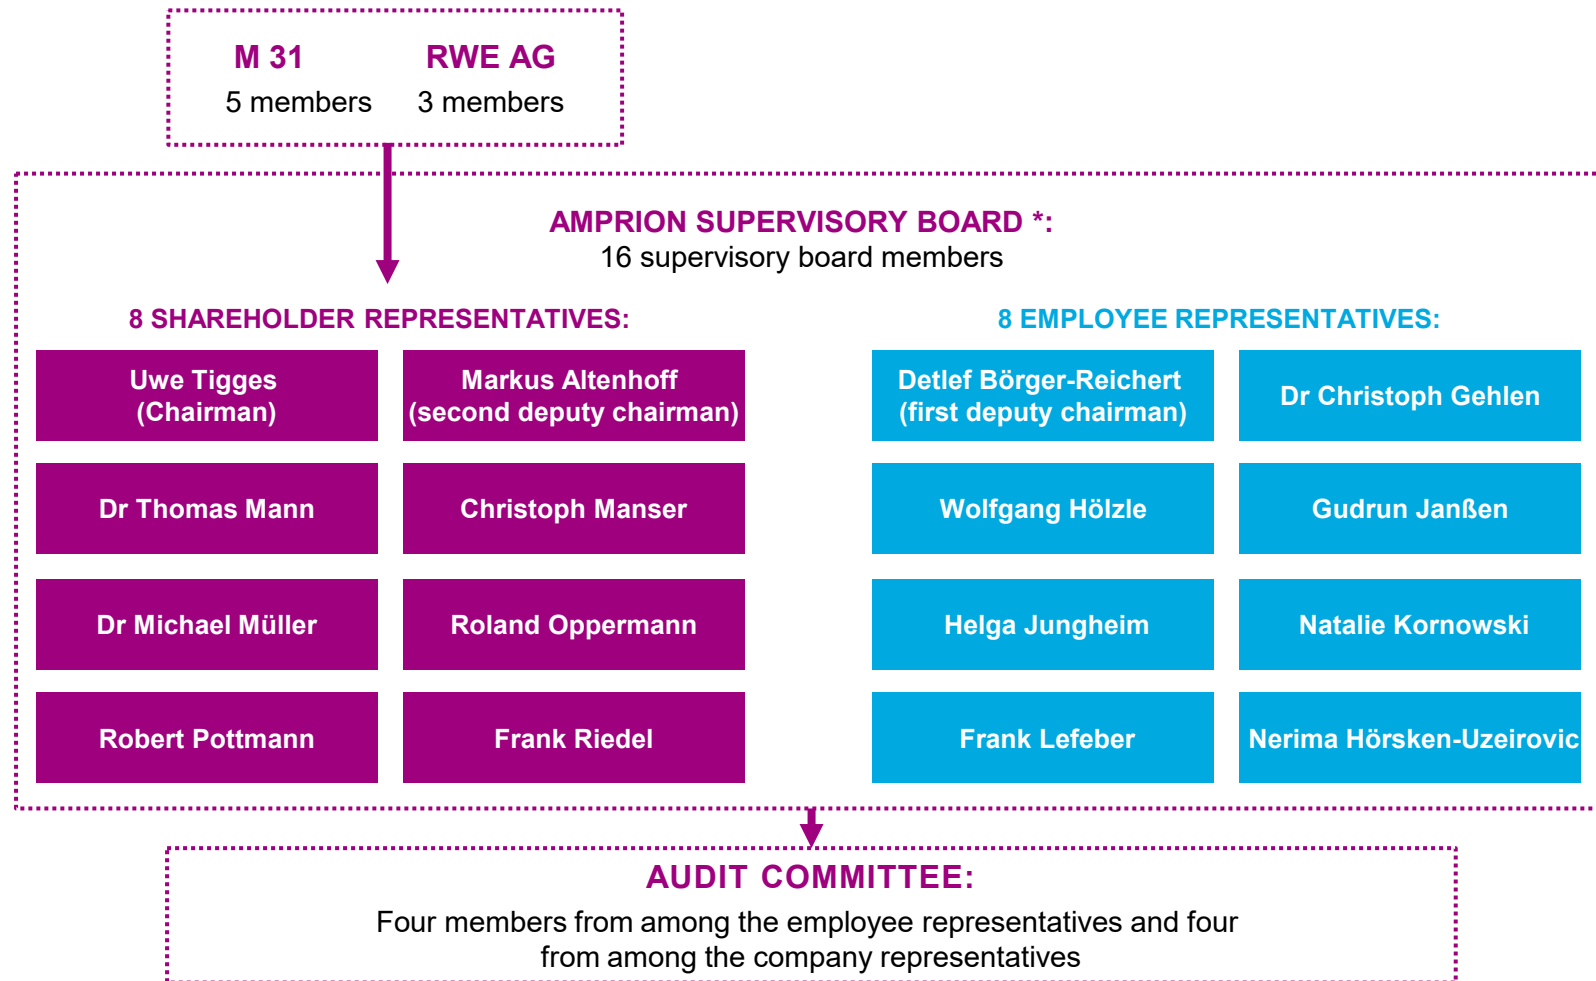 M 31
RWE AG
5 members
3 members
AMPRION SUPERVISORY BOARD *:
16 supervisory board members
8 SHAREHOLDER REPRESENTATIVES:
Uwe Tigges
(Chairman)
Markus Altenhoff
(second deputy chairman)
Dr Thomas Mann
Christoph Manser
Dr Michael Müller
Roland Oppermann
Robert Pottmann
Frank Riedel
8 EMPLOYEE REPRESENTATIVES:
Detlef Börger-Reichert
(first deputy chairman)
Dr Christoph Gehlen
Wolfgang Hölzle
Gudrun Janßen
Helga Jungheim
Natalie Kornowski
Frank Lefeber
Nerima Hörsken-Uzeirovic
AUDIT COMMITTEE:
Four members from among the employee representatives and four
from among the company representatives